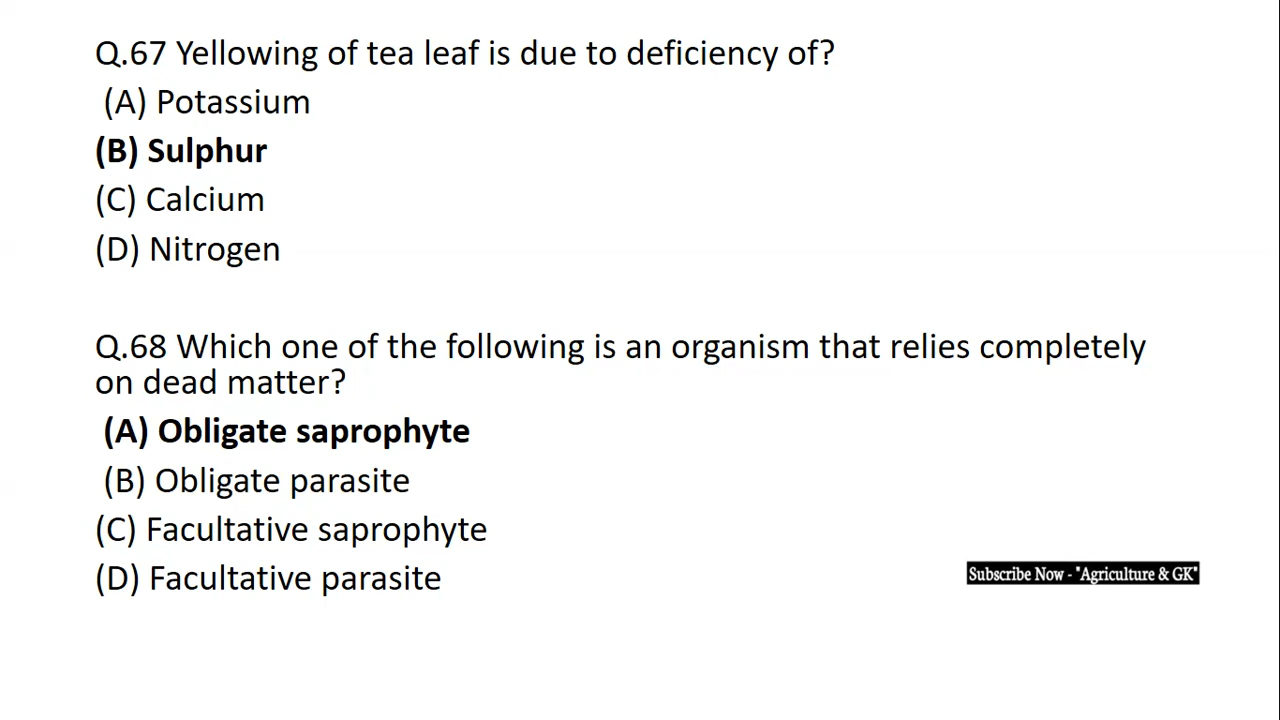 Q.67 Yellowing of tea leaf is due to deficiency of?
(A) Potassium
(B) Sulphur
(C) Calcium
(D) Nitrogen
Q.68 Which one of the following is an organism that relies completely
on dead matter?
(A) Obligate saprophyte
(B) Obligate parasite
(C) Facultative saprophyte
(D) Facultative parasite
Subscribe Now - "Agriculture & GK"